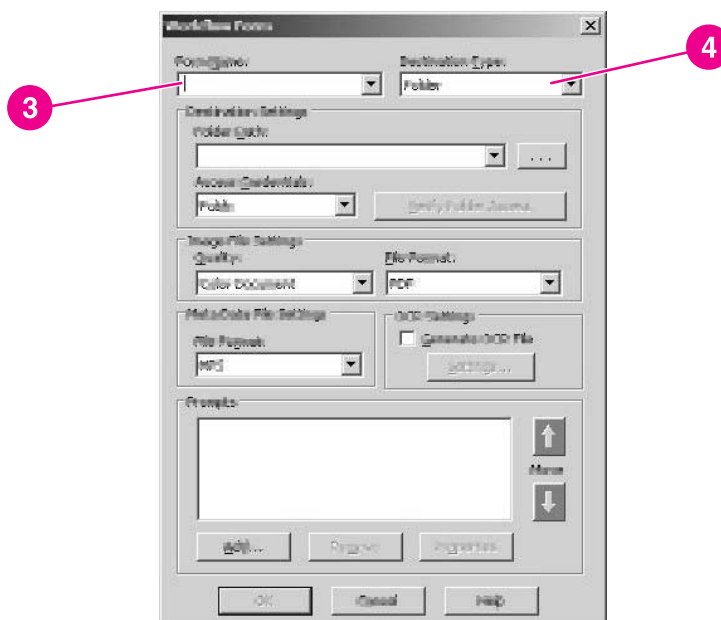 Workflow Form
Form Name: Destination Type:
Folder
Destination Settings
Folder Path:
...
Access Credentials:
Public Verify Folder Access
Image File Settings
Quality: File Format:
Color Document PDF
Meta-Data File Settings OCR Settings
File Format: Generate OCR File
Settings...
Prompts
Move
Add... Remove Properties
OK Cancel Help
3
4